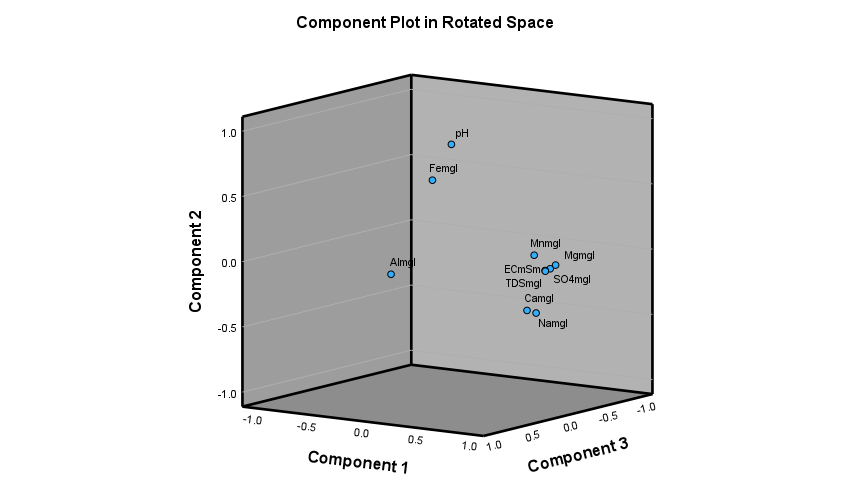 Component Plot in Rotated Space
pH
Femgl
Almgl
Mnmgl
Mgmgl
ECmSm
SO4mgl
TDSmgl
Camgl
Namgl
Component 2
1.0
0.5
0.0
-0.5
-1.0
-1.0
-0.5
0.0
0.5
1.0
Component 1
1.0
0.5
0.0
-0.5
-1.0
Component 3